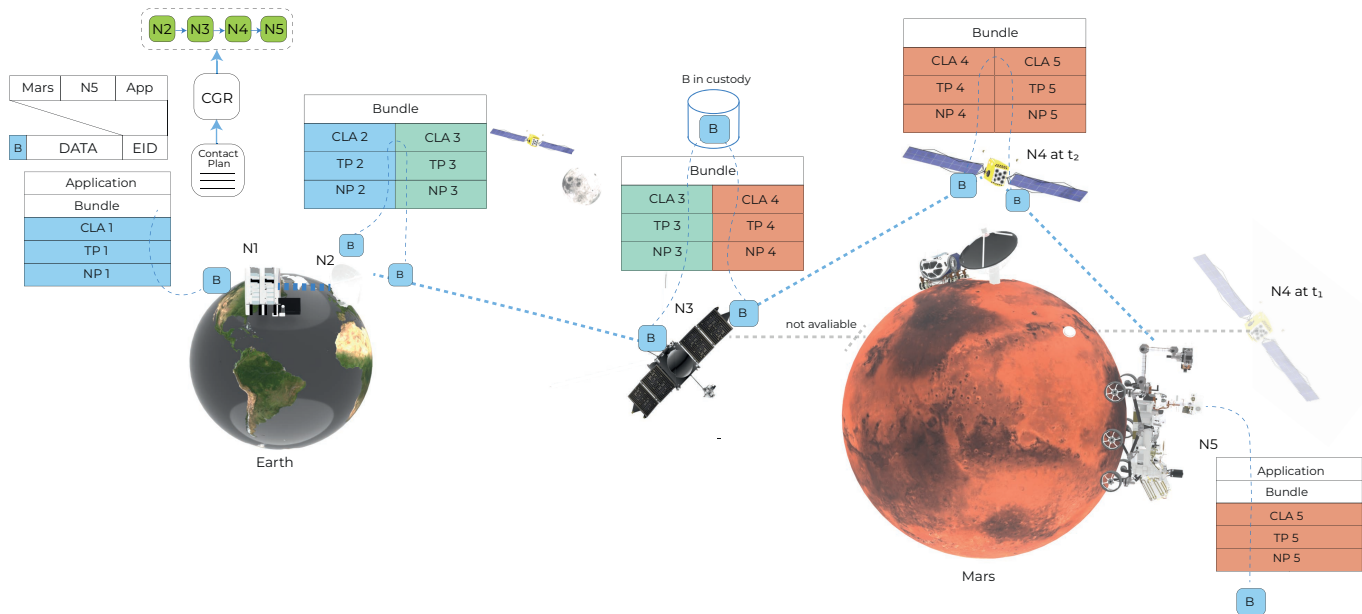 N2 N3 N4 N5
Mars N5 App
CGR
B DATA EID
Contact
Plan
Application
Bundle
CLA 1
TP 1
NP 1
B
N1
N2
Earth
Bundle
CLA 2 CLA 3
TP 2 TP 3
NP 2 NP 3
B
B
B in custody
B
Bundle
CLA 3 CLA 4
TP 3 TP 4
NP 3 NP 4
N3
B
B
not avaliable
Bundle
CLA 4 CLA 5
TP 4 TP 5
NP 4 NP 5
N4 at t₂
B
B
N4 at t₁
Mars
N5
Application
Bundle
CLA 5
TP 5
NP 5
B